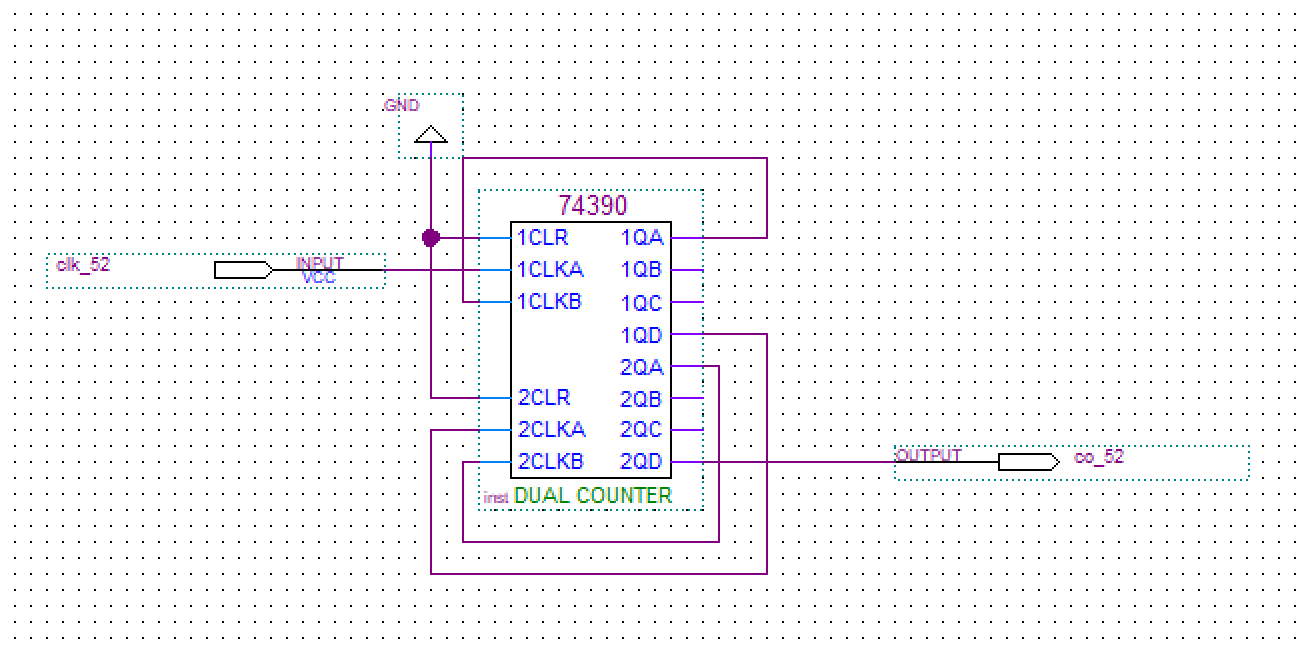 GND
74390
clk_52
INPUT
VCC
1CLR
1CLKA
1CLKB
2CLR
2CLKA
2CLKB
1QA
1QB
1QC
1QD
2QA
2QB
2QC
2QD
inst DUAL COUNTER
OUTPUT
co_52